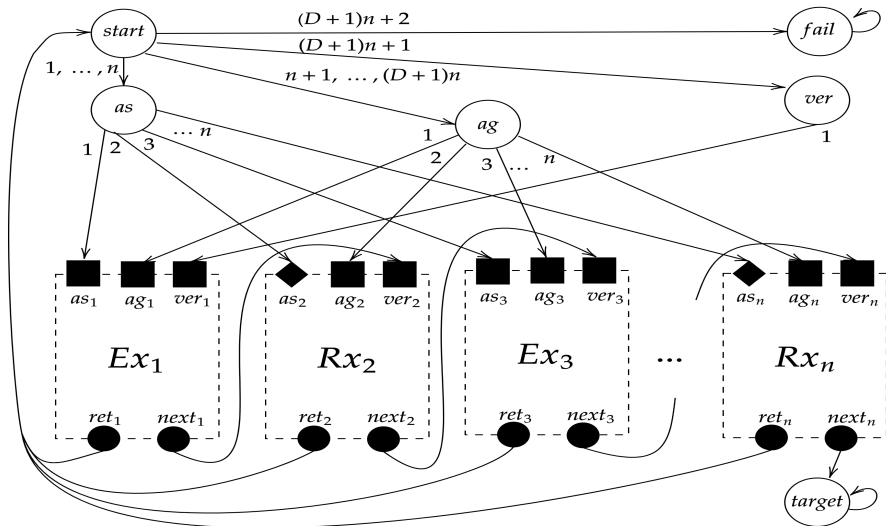 start
(D + 1)n + 2
fail
(D + 1)n + 1
1, … , n
n + 1, … , (D + 1)n
ver
as
… n
ag
1
1
1
2
3
2
3
…
n
as₁
ag₁
ver₁
as₂
ag₂
ver₂
as₃
ag₃
ver₃
asₙ
agₙ
verₙ
Ex₁
Rx₂
Ex₃
...
Rxₙ
ret₁
next₁
ret₂
next₂
ret₃
next₃
retₙ
nextₙ
target